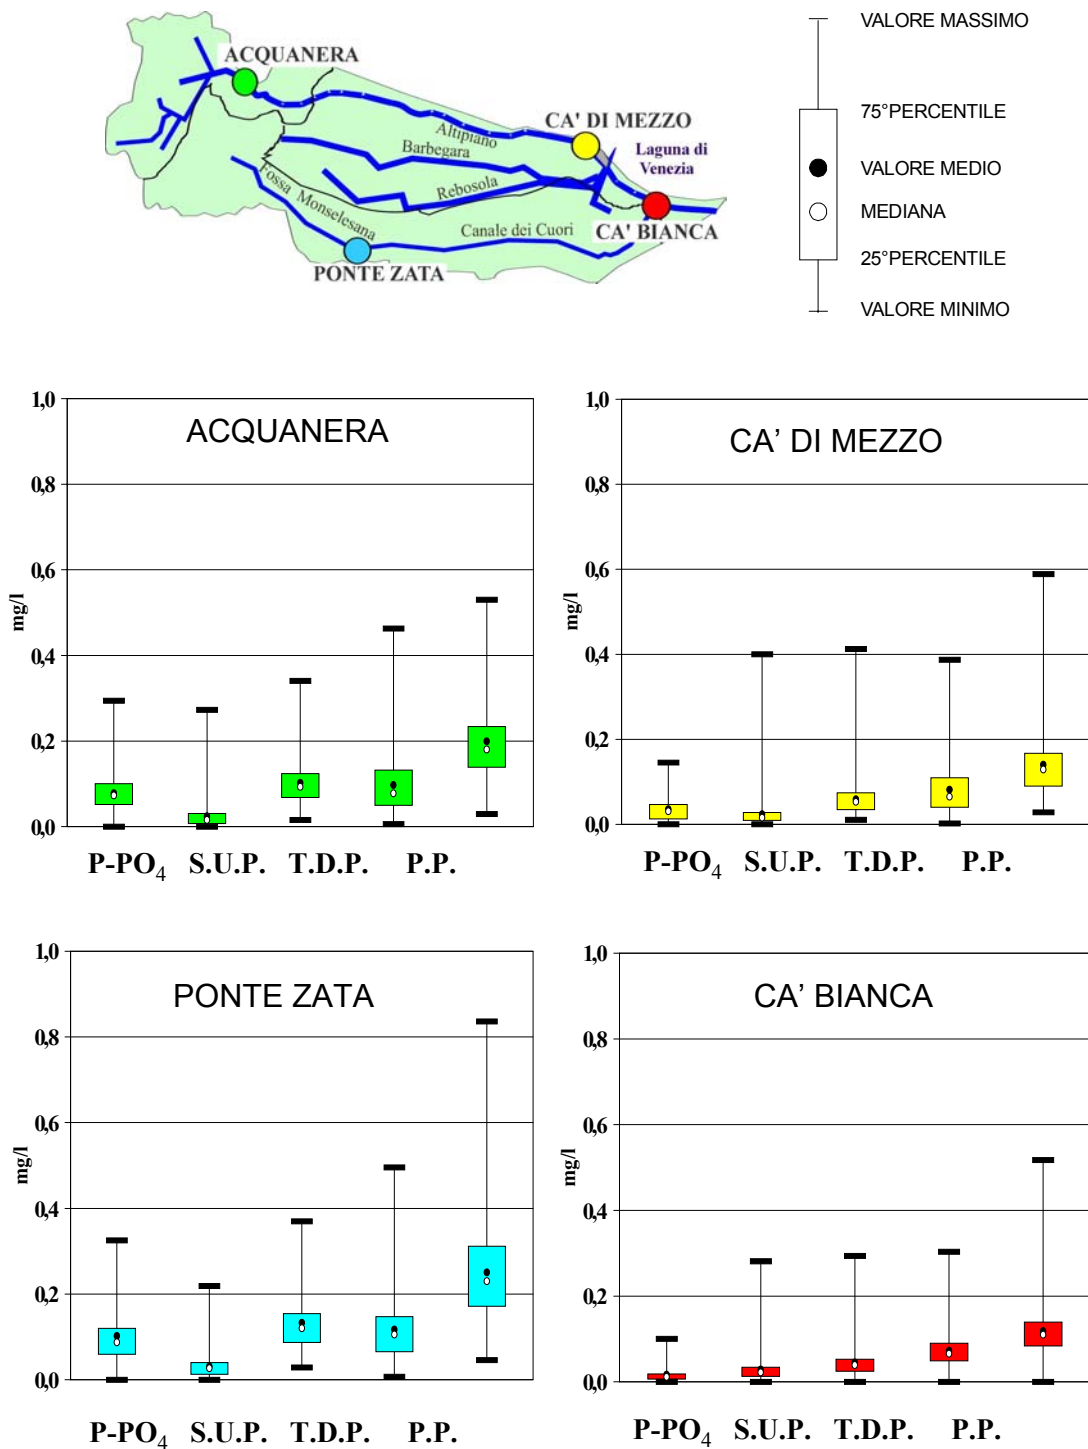 ACQUANERA
CA' DI MEZZO
Altipiano
Barbegara
Laguna di
Venezia
Rebosola
Fossa Monselesana
Canale dei Cuori
CA' BIANCA
PONTE ZATA
VALORE MASSIMO
75°PERCENTILE
VALORE MEDIO
MEDIANA
25°PERCENTILE
VALORE MINIMO
ACQUANERA
1,0
0,8
0,6
0,4
0,2
0,0
mg/l
P-PO4 S.U.P. T.D.P. P.P.
CA' DI MEZZO
1,0
0,8
0,6
0,4
0,2
0,0
mg/l
P-PO4 S.U.P. T.D.P. P.P.
PONTE ZATA
1,0
0,8
0,6
0,4
0,2
0,0
mg/l
P-PO4 S.U.P. T.D.P. P.P.
CA' BIANCA
1,0
0,8
0,6
0,4
0,2
0,0
mg/l
P-PO4 S.U.P. T.D.P. P.P.